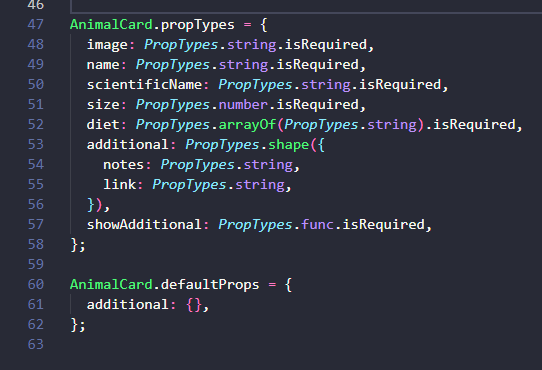 46
47 AnimalCard.propTypes = {
48   image: PropTypes.string.isRequired,
49   name: PropTypes.string.isRequired,
50   scientificName: PropTypes.string.isRequired,
51   size: PropTypes.number.isRequired,
52   diet: PropTypes.arrayOf(PropTypes.string).isRequired,
53   additional: PropTypes.shape({
54     notes: PropTypes.string,
55     link: PropTypes.string,
56   }),
57   showAdditional: PropTypes.func.isRequired,
58 };
59
60 AnimalCard.defaultProps = {
61   additional: {},
62 };
63